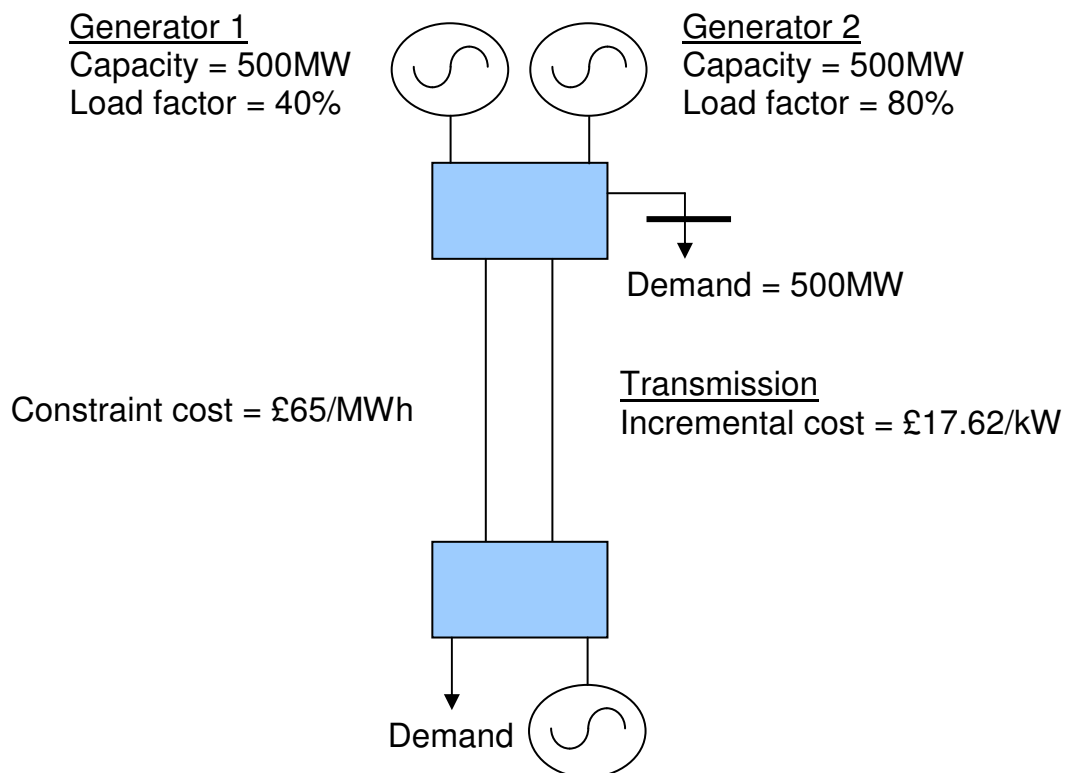 Generator 1
Capacity = 500MW
Load factor = 40%
Generator 2
Capacity = 500MW
Load factor = 80%
Demand = 500MW
Constraint cost = £65/MWh
Transmission
Incremental cost = £17.62/kW
Demand